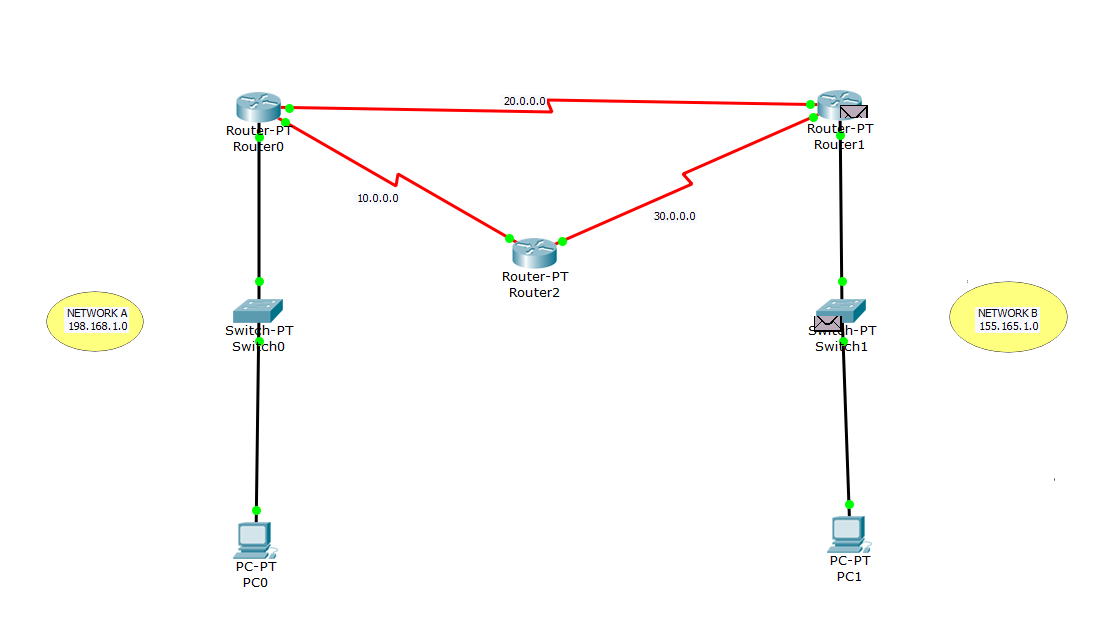 20.0.0.0
Router-PT
Router0
Router-PT
Router1
10.0.0.0
30.0.0.0
Router-PT
Router2
NETWORK A
198.168.1.0
Switch-PT
Switch0
Switch-PT
Switch1
NETWORK B
155.165.1.0
PC-PT
PC0
PC-PT
PC1